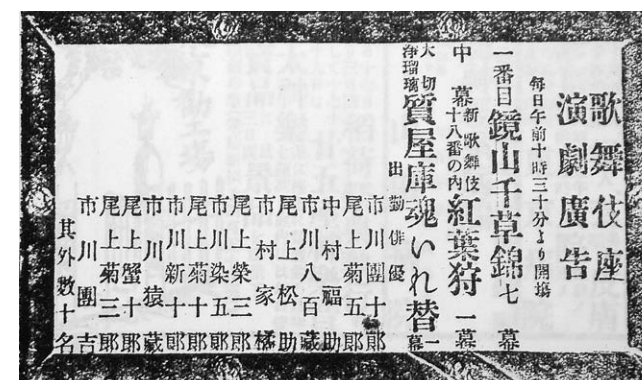 歌舞伎座
演劇廣告
毎日午前十時三十分より開場
一番目 鏡山千草錦 七幕
中幕 新歌舞伎十八番の内 紅葉狩 一幕
大切浄瑠璃 質屋庫魂いれ替 一幕
出勤俳優
市川團十郎
尾上菊五郎
中村福助
市川八百蔵
尾上松助
市村家橘
尾上榮三郎
市川染五郎
尾上菊十郎
市川新十郎
市川猿蔵
尾上蟹十郎
尾上菊三郎
市川團吉
其外數十名